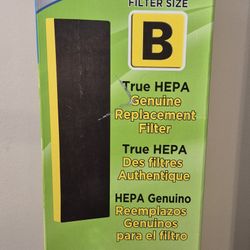 FILTER SIZE
B
True HEPA
Genuine
Replacement
Filter
True HEPA
Des filtres
Authentique
HEPA Genuino
Reemplazos
Genuinos
para el filtro